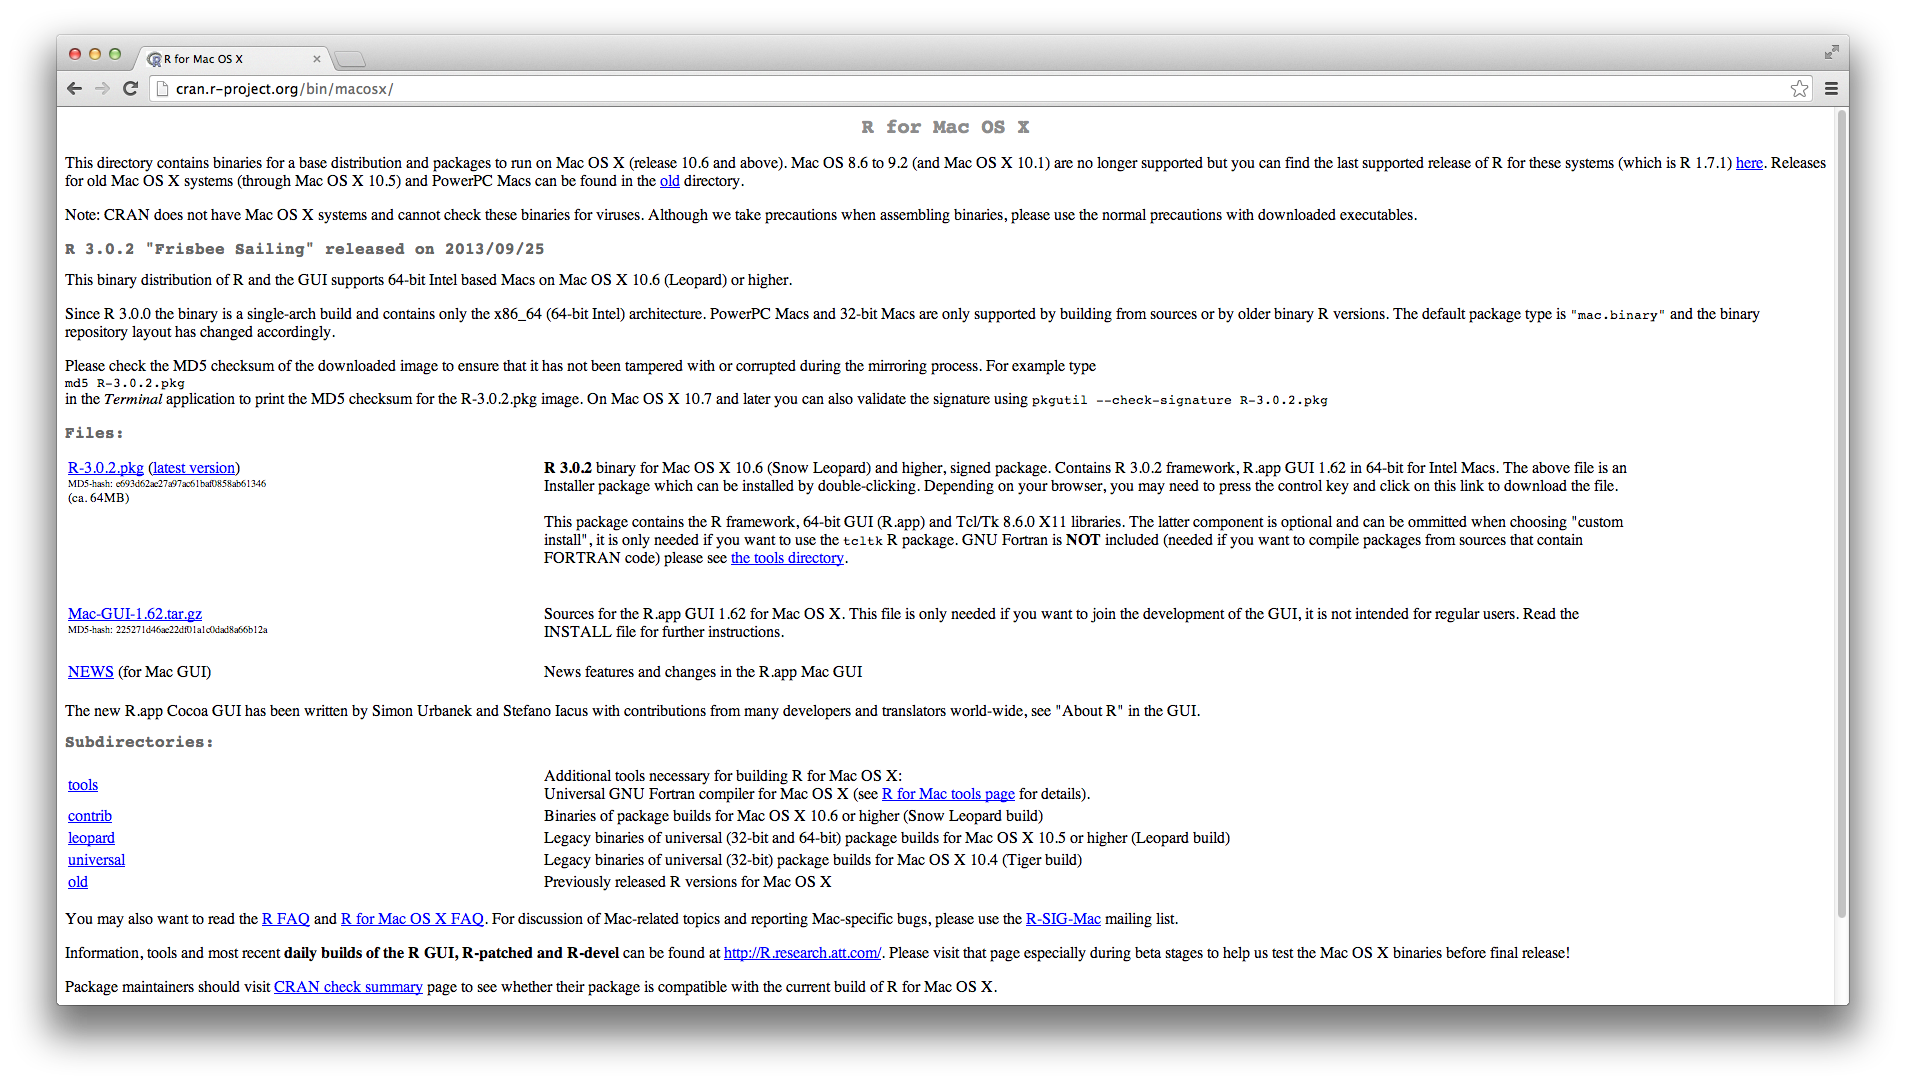 R for Mac OS X
cran.r-project.org/bin/macosx/
R for Mac OS X
This directory contains binaries for a base distribution and packages to run on Mac OS X (release 10.6 and above). Mac OS 8.6 to 9.2 (and Mac OS X 10.1) are no longer supported but you can find the last supported release of R for these systems (which is R 1.7.1) here. Releases
for old Mac OS X systems (through Mac OS X 10.5) and PowerPC Macs can be found in the old directory.
Note: CRAN does not have Mac OS X systems and cannot check these binaries for viruses. Although we take precautions when assembling binaries, please use the normal precautions with downloaded executables.
R 3.0.2 "Frisbee Sailing" released on 2013/09/25
This binary distribution of R and the GUI supports 64-bit Intel based Macs on Mac OS X 10.6 (Leopard) or higher.
Since R 3.0.0 the binary is a single-arch build and contains only the x86_64 (64-bit Intel) architecture. PowerPC Macs and 32-bit Macs are only supported by building from sources or by older binary R versions. The default package type is "mac.binary" and the binary
repository layout has changed accordingly.
Please check the MD5 checksum of the downloaded image to ensure that it has not been tampered with or corrupted during the mirroring process. For example type
md5 R-3.0.2.pkg
in the Terminal application to print the MD5 checksum for the R-3.0.2.pkg image. On Mac OS X 10.7 and later you can also validate the signature using pkgutil --check-signature R-3.0.2.pkg
Files:
R-3.0.2.pkg (latest version)
MD5-hash: e693d62ae27a97ac61baf0858ab61346
(ca. 64MB)
R 3.0.2 binary for Mac OS X 10.6 (Snow Leopard) and higher, signed package. Contains R 3.0.2 framework, R.app GUI 1.62 in 64-bit for Intel Macs. The above file is an
Installer package which can be installed by double-clicking. Depending on your browser, you may need to press the control key and click on this link to download the file.
This package contains the R framework, 64-bit GUI (R.app) and Tcl/Tk 8.6.0 X11 libraries. The latter component is optional and can be ommitted when choosing "custom
install", it is only needed if you want to use the tcltk R package. GNU Fortran is NOT included (needed if you want to compile packages from sources that contain
FORTRAN code) please see the tools directory.
Mac-GUI-1.62.tar.gz
MD5-hash: 225271d46ae22df01a1c0dad8a66b12a
Sources for the R.app GUI 1.62 for Mac OS X. This file is only needed if you want to join the development of the GUI, it is not intended for regular users. Read the
INSTALL file for further instructions.
NEWS (for Mac GUI)
News features and changes in the R.app Mac GUI
The new R.app Cocoa GUI has been written by Simon Urbanek and Stefano Iacus with contributions from many developers and translators world-wide, see "About R" in the GUI.
Subdirectories:
tools
Additional tools necessary for building R for Mac OS X:
Universal GNU Fortran compiler for Mac OS X (see R for Mac tools page for details).
contrib
Binaries of package builds for Mac OS X 10.6 or higher (Snow Leopard build)
leopard
Legacy binaries of universal (32-bit and 64-bit) package builds for Mac OS X 10.5 or higher (Leopard build)
universal
Legacy binaries of universal (32-bit) package builds for Mac OS X 10.4 (Tiger build)
old
Previously released R versions for Mac OS X
You may also want to read the R FAQ and R for Mac OS X FAQ. For discussion of Mac-related topics and reporting Mac-specific bugs, please use the R-SIG-Mac mailing list.
Information, tools and most recent daily builds of the R GUI, R-patched and R-devel can be found at http://R.research.att.com/. Please visit that page especially during beta stages to help us test the Mac OS X binaries before final release!
Package maintainers should visit CRAN check summary page to see whether their package is compatible with the current build of R for Mac OS X.